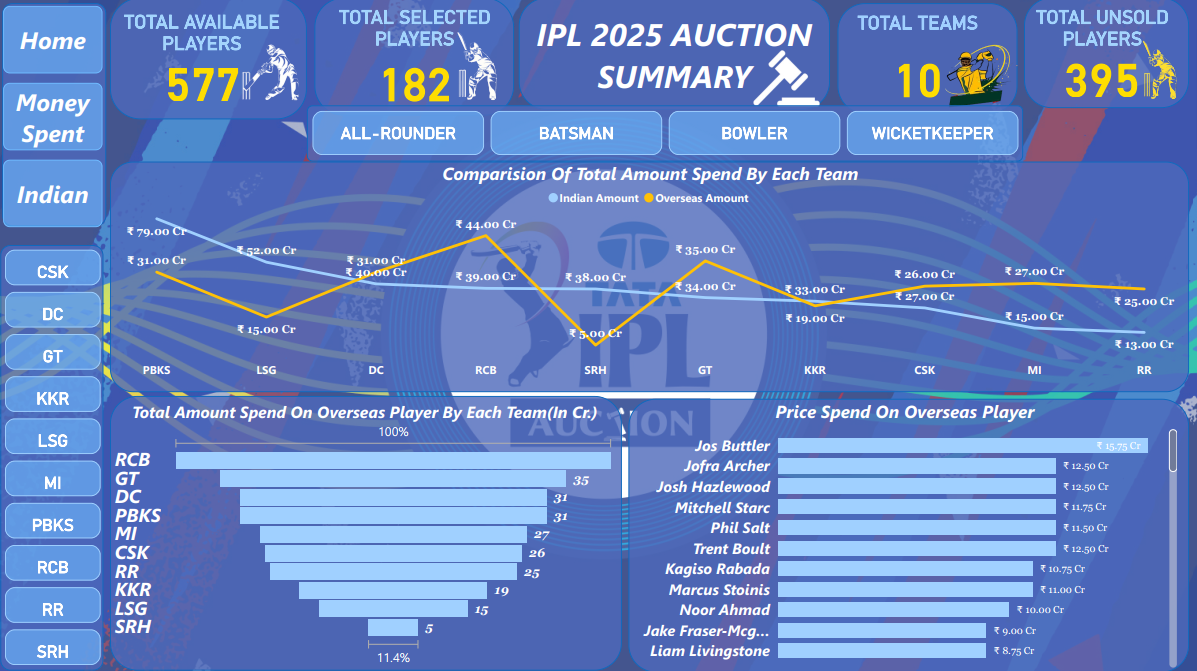 Home
Money
Spent
Indian
CSK
DC
GT
KKR
LSG
MI
PBKS
RCB
RR
SRH
TOTAL AVAILABLE
PLAYERS
577
TOTAL SELECTED
PLAYERS
182
IPL 2025 AUCTION
SUMMARY
TOTAL TEAMS
10
TOTAL UNSOLD
PLAYERS
395
ALL-ROUNDER
BATSMAN
BOWLER
WICKETKEEPER
Comparision Of Total Amount Spend By Each Team
Indian Amount
Overseas Amount
₹ 79.00 Cr
₹ 31.00 Cr
₹ 52.00 Cr
₹ 15.00 Cr
₹ 31.00 Cr
₹ 40.00 Cr
₹ 44.00 Cr
₹ 39.00 Cr
₹ 38.00 Cr
₹ 5.00 Cr
₹ 35.00 Cr
₹ 34.00 Cr
₹ 33.00 Cr
₹ 19.00 Cr
₹ 26.00 Cr
₹ 27.00 Cr
₹ 27.00 Cr
₹ 15.00 Cr
₹ 25.00 Cr
₹ 13.00 Cr
PBKS
LSG
DC
RCB
SRH
GT
KKR
CSK
MI
RR
TATA
IPL
AUCTION
Total Amount Spend On Overseas Player By Each Team(In Cr.)
100%
RCB
GT 35
DC 31
PBKS 31
MI 27
CSK 26
RR 25
KKR 19
LSG 15
SRH 5
11.4%
Price Spend On Overseas Player
Jos Buttler ₹ 15.75 Cr
Jofra Archer ₹ 12.50 Cr
Josh Hazlewood ₹ 12.50 Cr
Mitchell Starc ₹ 11.75 Cr
Phil Salt ₹ 11.50 Cr
Trent Boult ₹ 12.50 Cr
Kagiso Rabada ₹ 10.75 Cr
Marcus Stoinis ₹ 11.00 Cr
Noor Ahmad ₹ 10.00 Cr
Jake Fraser-Mcg... ₹ 9.00 Cr
Liam Livingstone ₹ 8.75 Cr